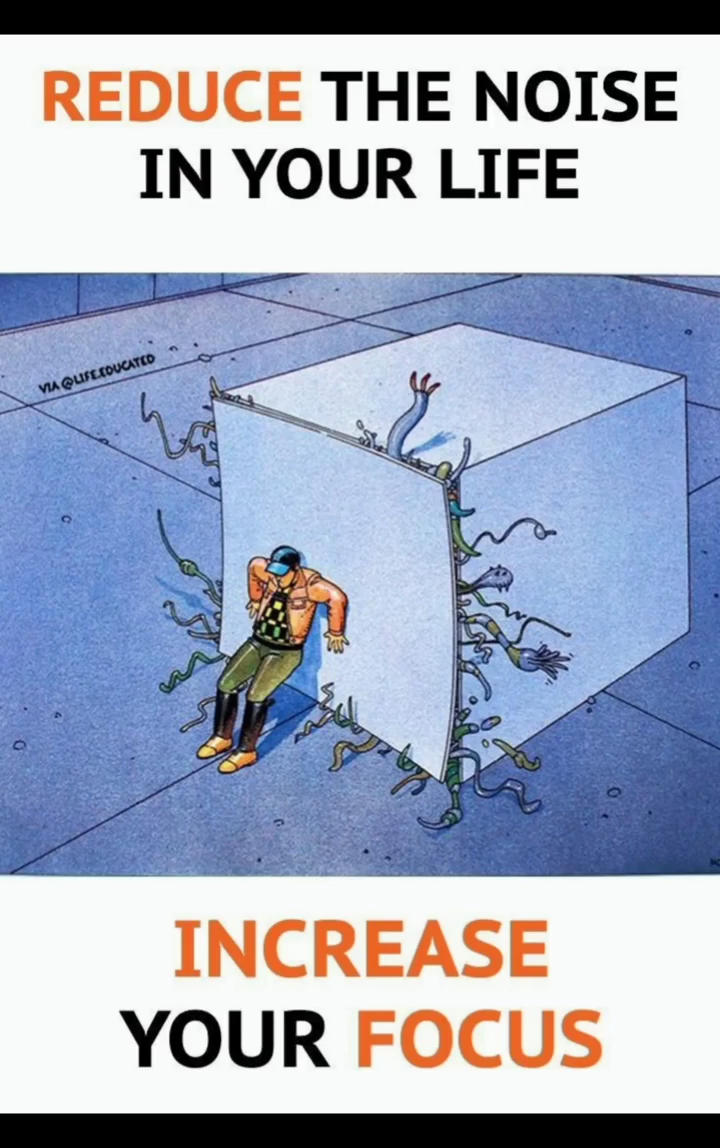 REDUCE THE NOISE
IN YOUR LIFE
VIA @LIFE.EDUCATED
INCREASE
YOUR FOCUS